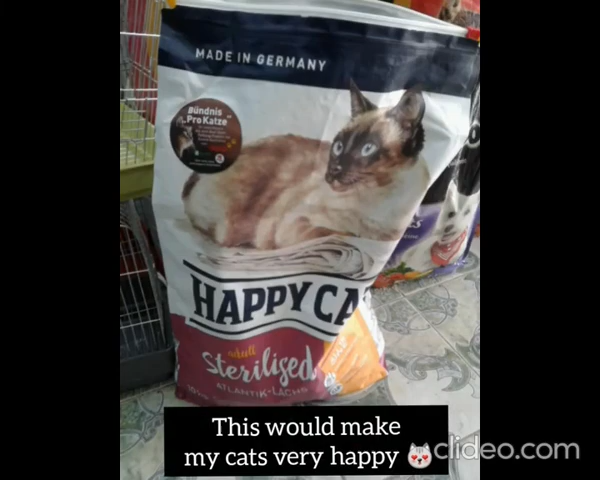 MADE IN GERMANY
Bündnis
Pro Katze
HAPPY CA
adult
Sterilised
ATLANTIK-LACHS
This would make
my cats very happy 😻
clideo.com